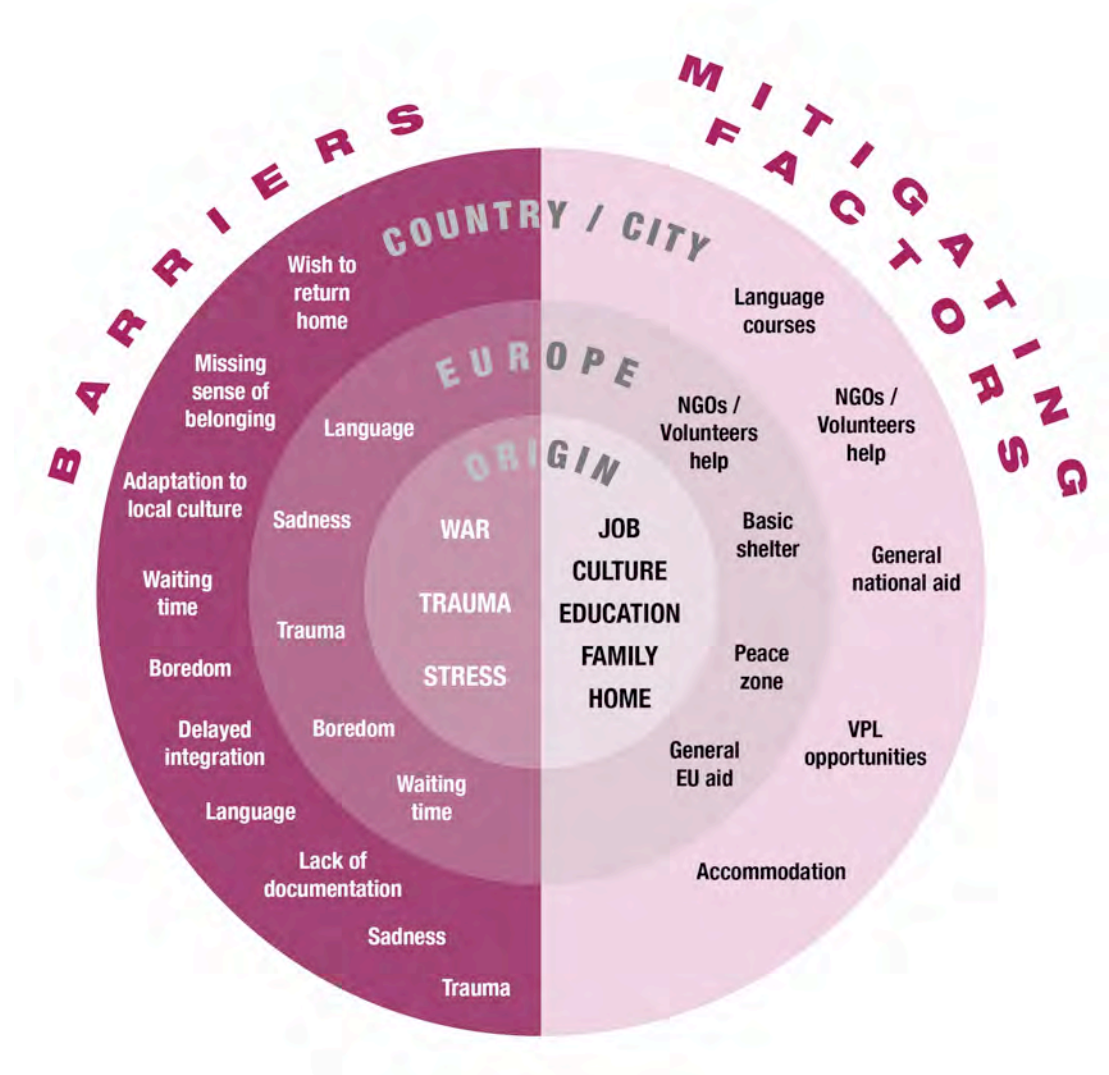 BARRIERS
MITIGATING
FACTORS
COUNTRY / CITY
Wish to
return
home
Missing
sense of
belonging
Adaptation to
local culture
Waiting
time
Boredom
Delayed
integration
Language
Lack of
documentation
Sadness
Trauma
Language
courses
NGOs /
Volunteers
help
General
national aid
VPL
opportunities
Accommodation
EUROPE
Language
Sadness
Trauma
Boredom
Waiting
time
NGOs /
Volunteers
help
Basic
shelter
Peace
zone
General
EU aid
ORIGIN
WAR
TRAUMA
STRESS
JOB
CULTURE
EDUCATION
FAMILY
HOME